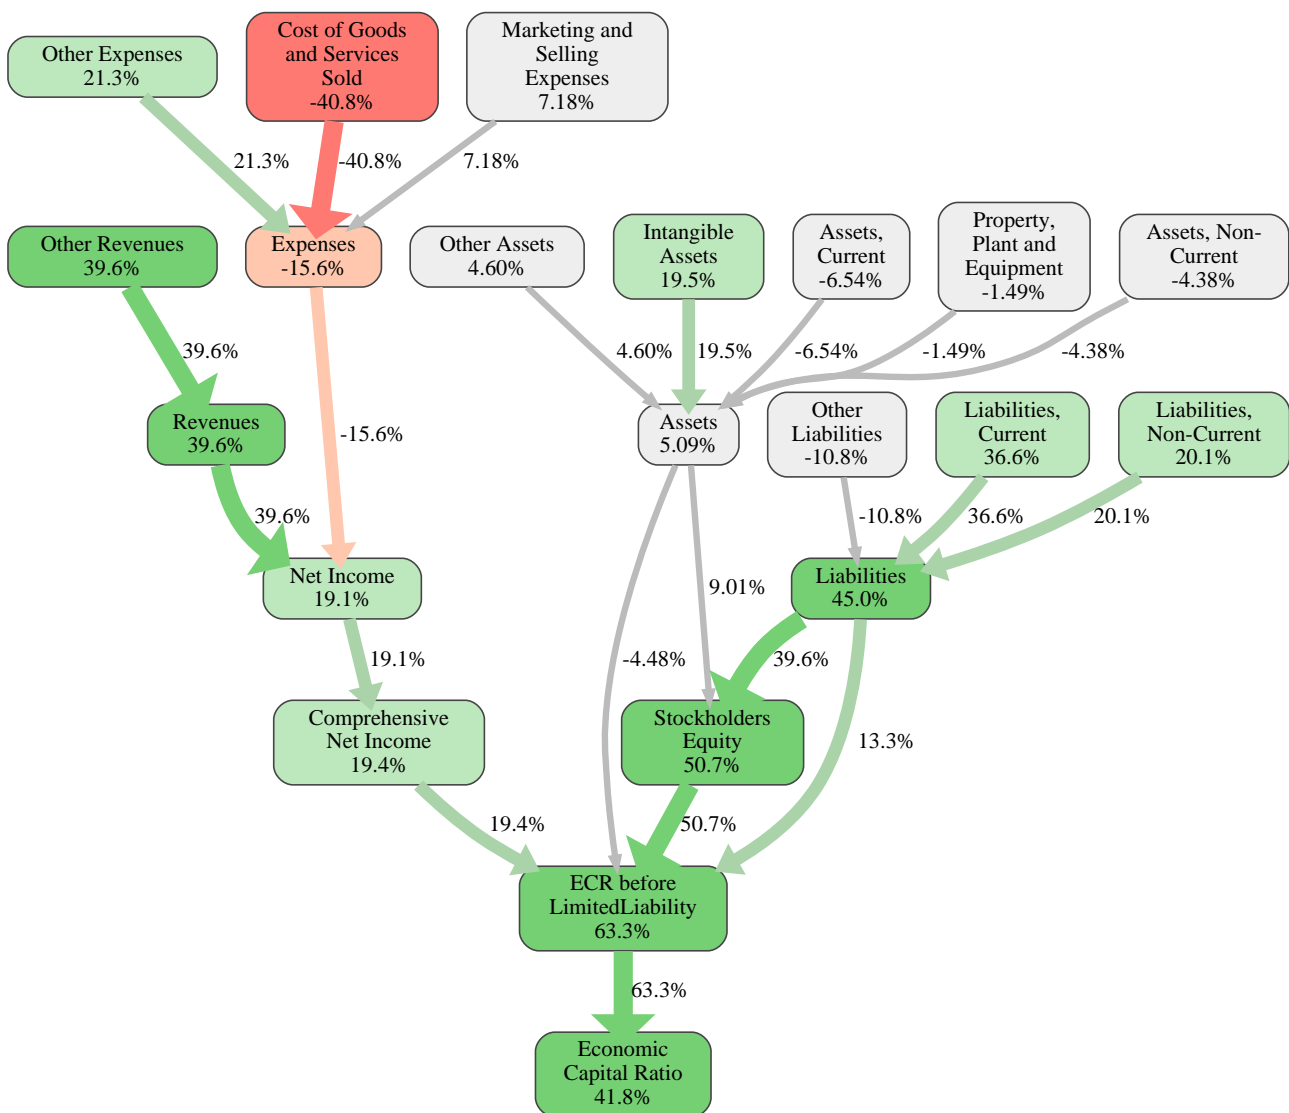 Other Expenses
21.3%
Cost of Goods
and Services
Sold
-40.8%
Marketing and
Selling
Expenses
7.18%
21.3%
-40.8%
7.18%
Other Revenues
39.6%
Expenses
-15.6%
Other Assets
4.60%
Intangible
Assets
19.5%
Assets,
Current
-6.54%
Property,
Plant and
Equipment
-1.49%
Assets, Non-
Current
-4.38%
39.6%
-15.6%
4.60%
19.5%
-6.54%
-1.49%
-4.38%
Revenues
39.6%
Assets
5.09%
Other
Liabilities
-10.8%
Liabilities,
Current
36.6%
Liabilities,
Non-Current
20.1%
39.6%
-10.8%
36.6%
20.1%
Net Income
19.1%
Liabilities
45.0%
19.1%
-4.48%
9.01%
39.6%
13.3%
Comprehensive
Net Income
19.4%
Stockholders
Equity
50.7%
19.4%
50.7%
ECR before
LimitedLiability
63.3%
63.3%
Economic
Capital Ratio
41.8%